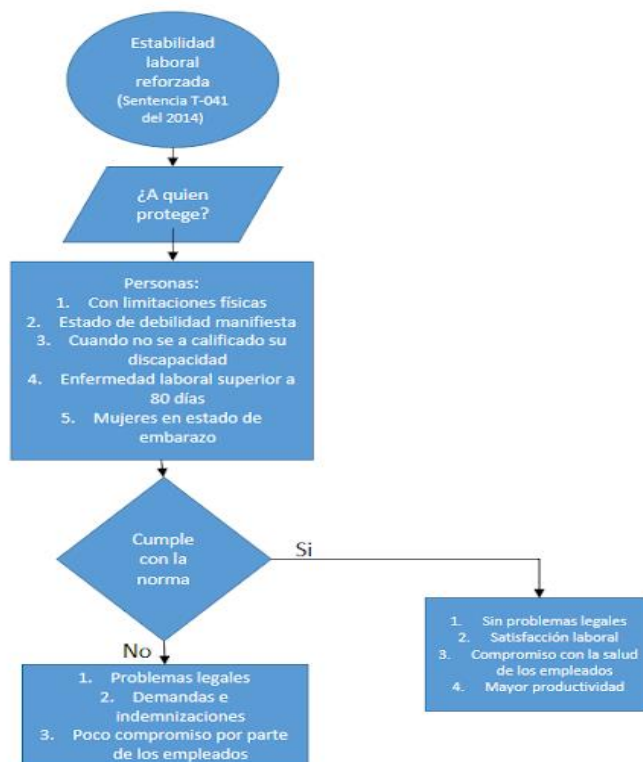 Estabilidad
laboral
reforzada
(Sentencia T-041
del 2014)
¿A quien
protege?
Personas:
1. Con limitaciones físicas
2. Estado de debilidad manifiesta
3. Cuando no se a calificado su
discapacidad
4. Enfermedad laboral superior a
80 días
5. Mujeres en estado de
embarazo
Cumple
con la
norma
Si
1. Sin problemas legales
2. Satisfacción laboral
3. Compromiso con la salud
de los empleados
4. Mayor productividad
No
1. Problemas legales
2. Demandas e
indemnizaciones
3. Poco compromiso por parte
de los empleados